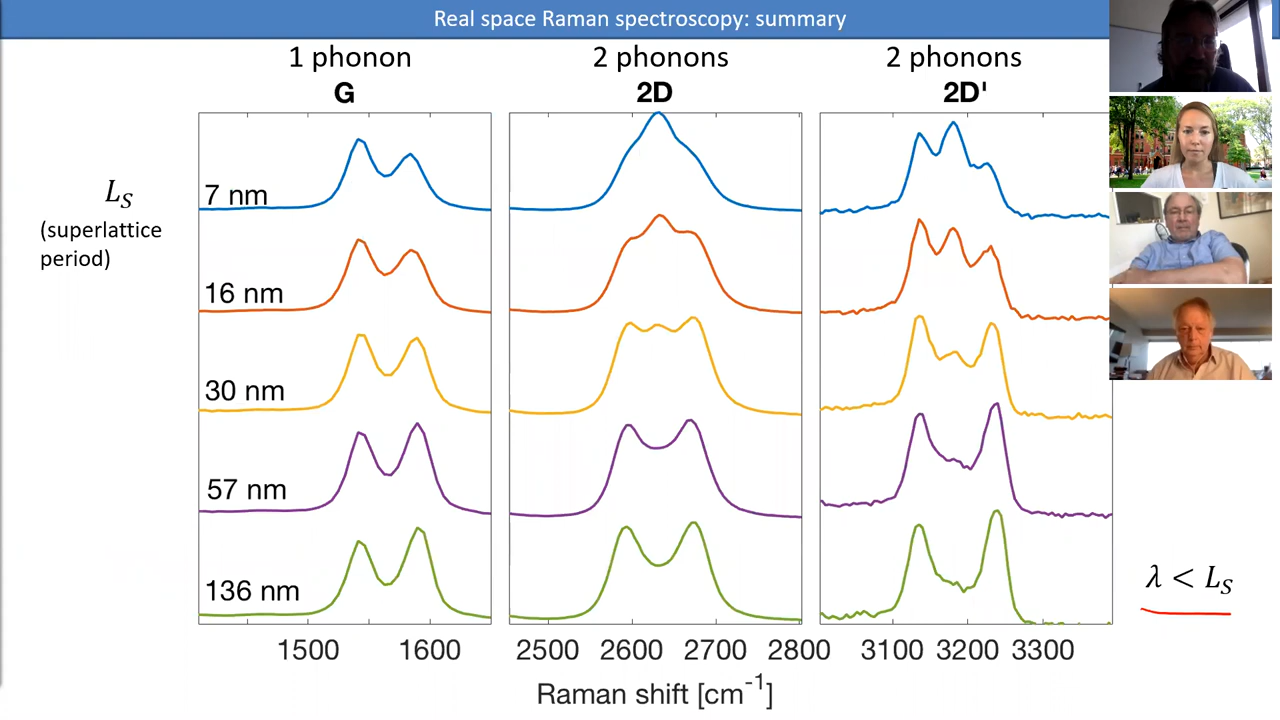 Real space Raman spectroscopy: summary
1 phonon
2 phonons
2 phonons
G
2D
2D'
L_S
(superlattice
period)
7 nm
16 nm
30 nm
57 nm
136 nm
λ < L_S
1500 1600
2500 2600 2700 2800
3100 3200 3300
Raman shift [cm⁻¹]